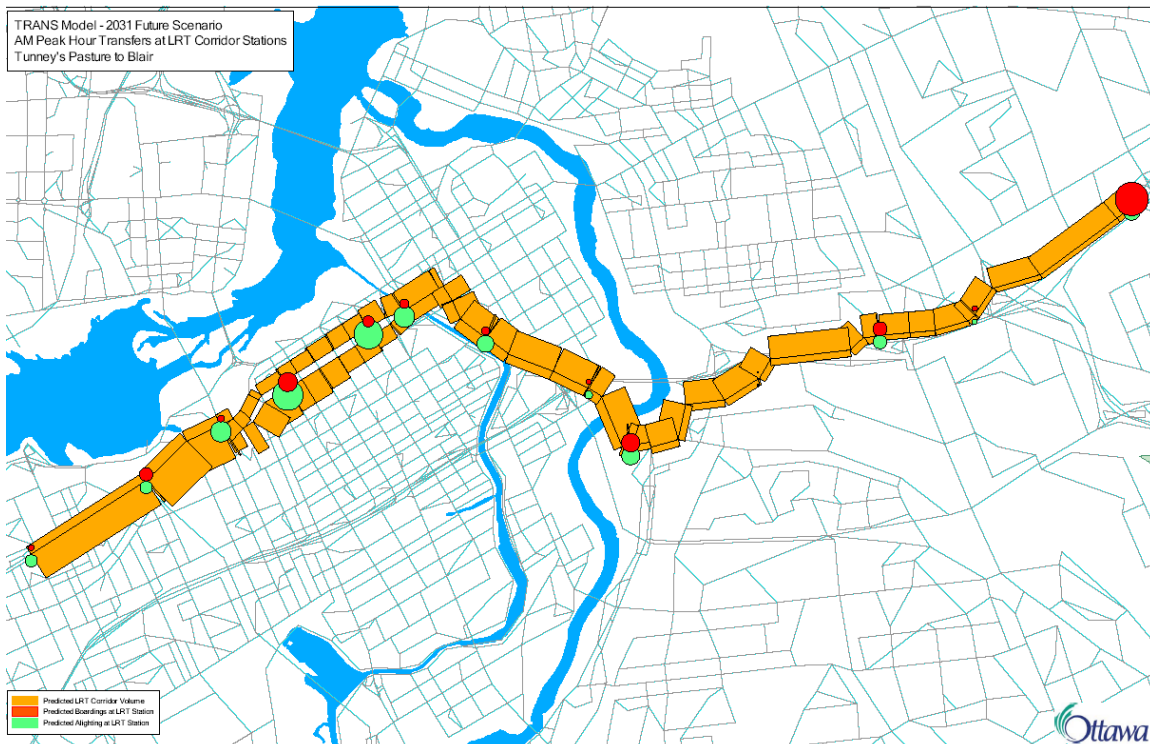 TRANS Model - 2031 Future Scenario
AM Peak Hour Transfers at LRT Corridor Stations
Tunney's Pasture to Blair
Predicted LRT Corridor Volume
Predicted Boardings at LRT Station
Predicted Alighting at LRT Station
Ottawa